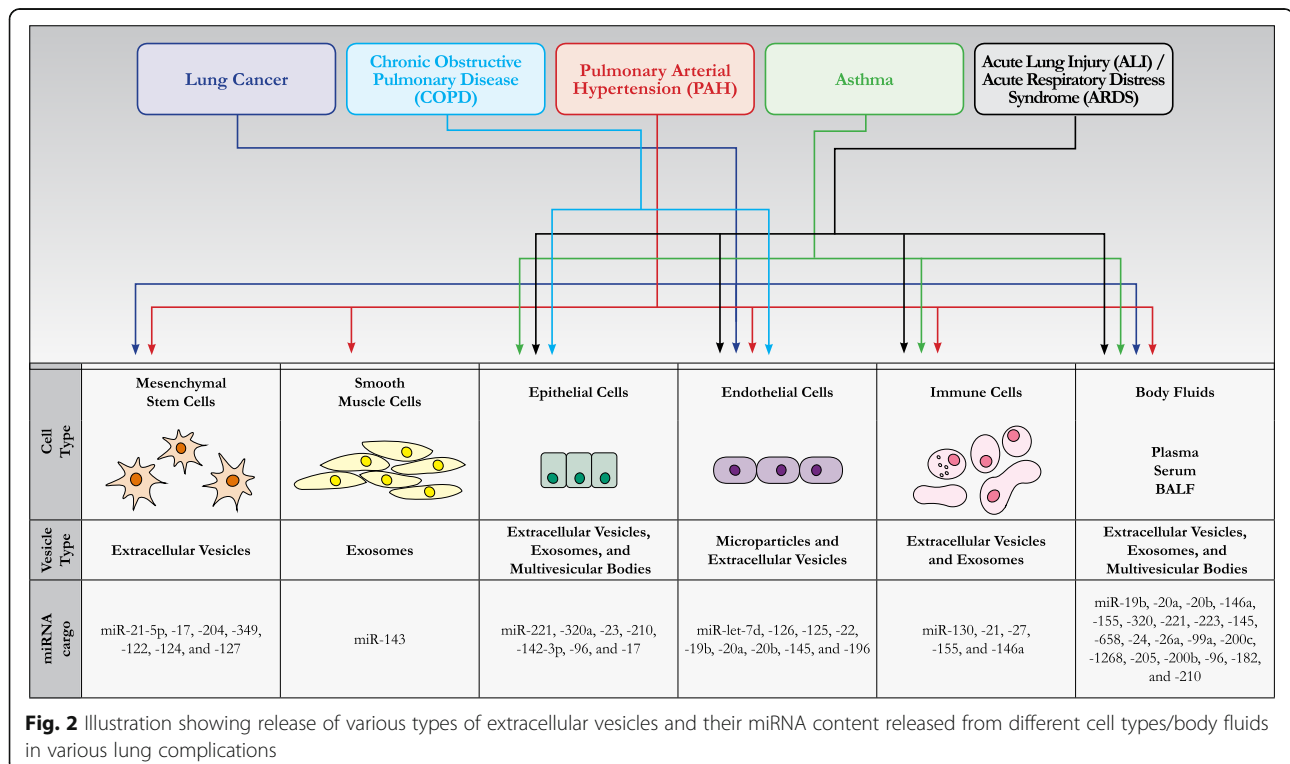 Lung Cancer
Chronic Obstructive
Pulmonary Disease
(COPD)
Pulmonary Arterial
Hypertension (PAH)
Asthma
Acute Lung Injury (ALI) /
Acute Respiratory Distress
Syndrome (ARDS)
Cell
Type
Mesenchymal
Stem Cells
Smooth
Muscle Cells
Epithelial Cells
Endothelial Cells
Immune Cells
Body Fluids
Plasma
Serum
BALF
Vesicle
Type
Extracellular Vesicles
Exosomes
Extracellular Vesicles,
Exosomes, and
Multivesicular Bodies
Microparticles and
Extracellular Vesicles
Extracellular Vesicles
and Exosomes
Extracellular Vesicles,
Exosomes, and
Multivesicular Bodies
miRNA
cargo
miR-21-5p, -17, -204, -349,
-122, -124, and -127
miR-143
miR-221, -320a, -23, -210,
-142-3p, -96, and -17
miR-let-7d, -126, -125, -22,
-19b, -20a, -20b, -145, and -196
miR-130, -21, -27,
-155, and -146a
miR-19b, -20a, -20b, -146a,
-155, -320, -221, -223, -145,
-658, -24, -26a, -99a, -200c,
-1268, -205, -200b, -96, -182,
and -210
Fig. 2 Illustration showing release of various types of extracellular vesicles and their miRNA content released from different cell types/body fluids
in various lung complications